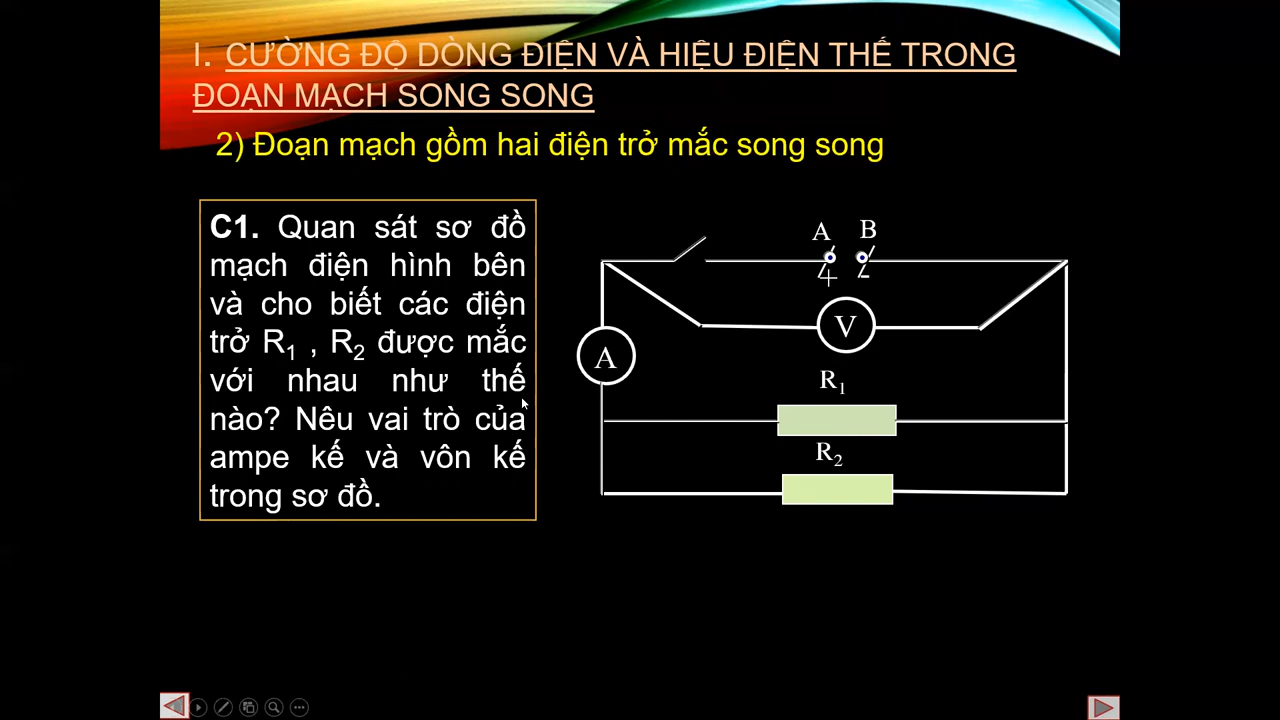 I. CƯỜNG ĐỘ DÒNG ĐIỆN VÀ HIỆU ĐIỆN THẾ TRONG
ĐOẠN MẠCH SONG SONG
2) Đoạn mạch gồm hai điện trở mắc song song
C1. Quan sát sơ đồ
mạch điện hình bên
và cho biết các điện
trở R1 , R2 được mắc
với nhau như thế
nào? Nêu vai trò của
ampe kế và vôn kế
trong sơ đồ.
A B
+ -
V
A
R1
R2